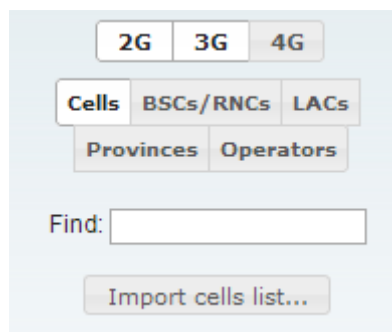 2G 3G 4G
Cells BSCs/RNCs LACs
Provinces Operators
Find:
Import cells list...